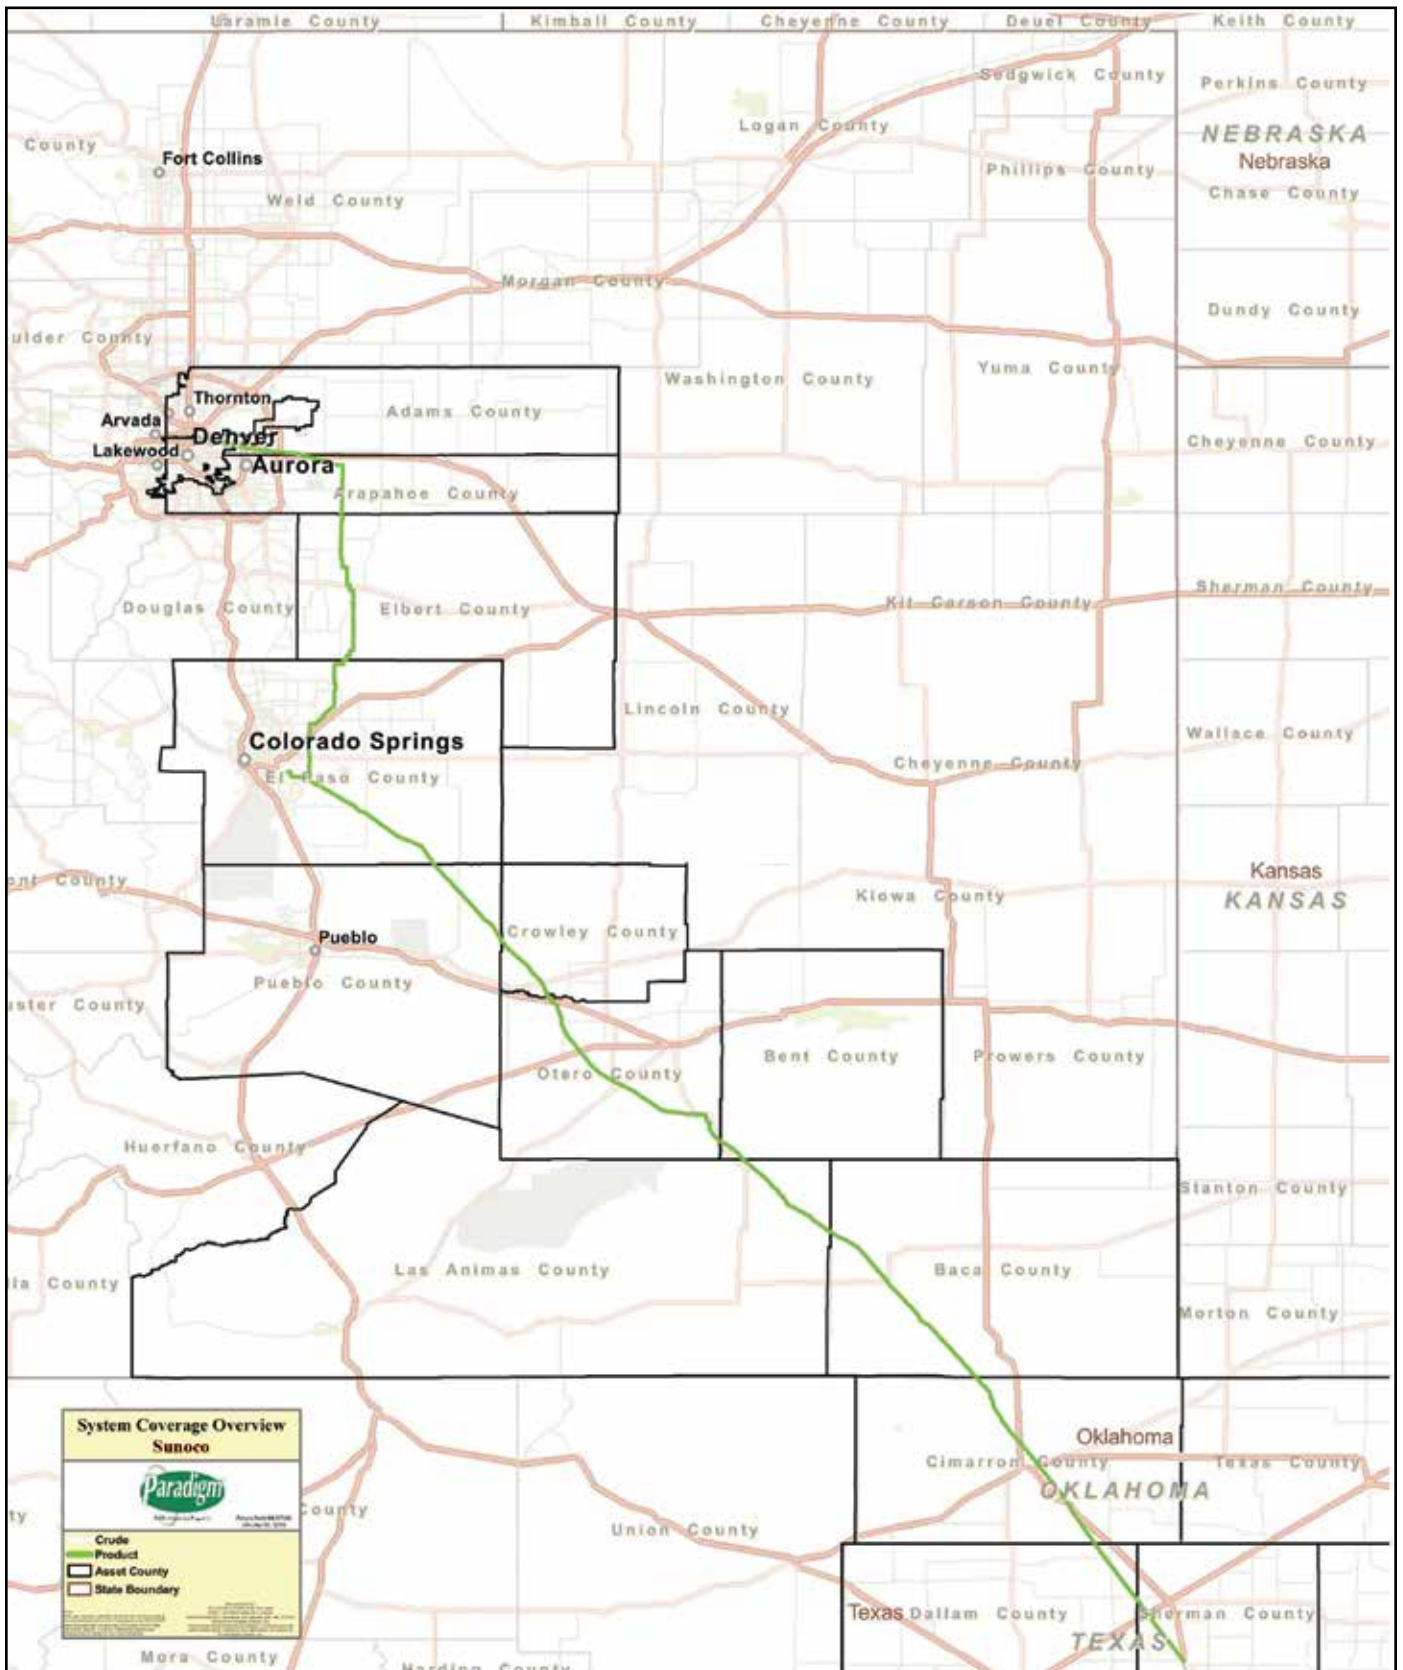 Laramie County
Kimball County
Cheyenne County
Deuel County
Keith County
Sedgwick County
Perkins County
Logan County
NEBRASKA
County
Fort Collins
Nebraska
Phillips County
Weld County
Chase County
Morgan County
Dundy County
ulder County
Yuma County
Washington County
Thornton
Adams County
Arvada
Denver
Cheyenne County
Lakewood
Aurora
Arapahoe County
Sherman County
Douglas County
Elbert County
Kit Carson County
Lincoln County
Wallace County
Colorado Springs
Cheyenne County
El Paso County
Kansas
ont County
Kiowa County
KANSAS
Crowley County
Pueblo
Pueblo County
uster County
Bent County
Prowers County
Otero County
Huerfano County
Stanton County
Las Animas County
Baca County
lla County
Morton County
System Coverage Overview
Sunoco
Oklahoma
Cimarron County
Texas County
Paradigm
OKLAHOMA
County
ty
Union County
Crude
Product
Asset County
State Boundary
Texas
Dallam County
Sherman County
TEXAS
Mora County
Harding County